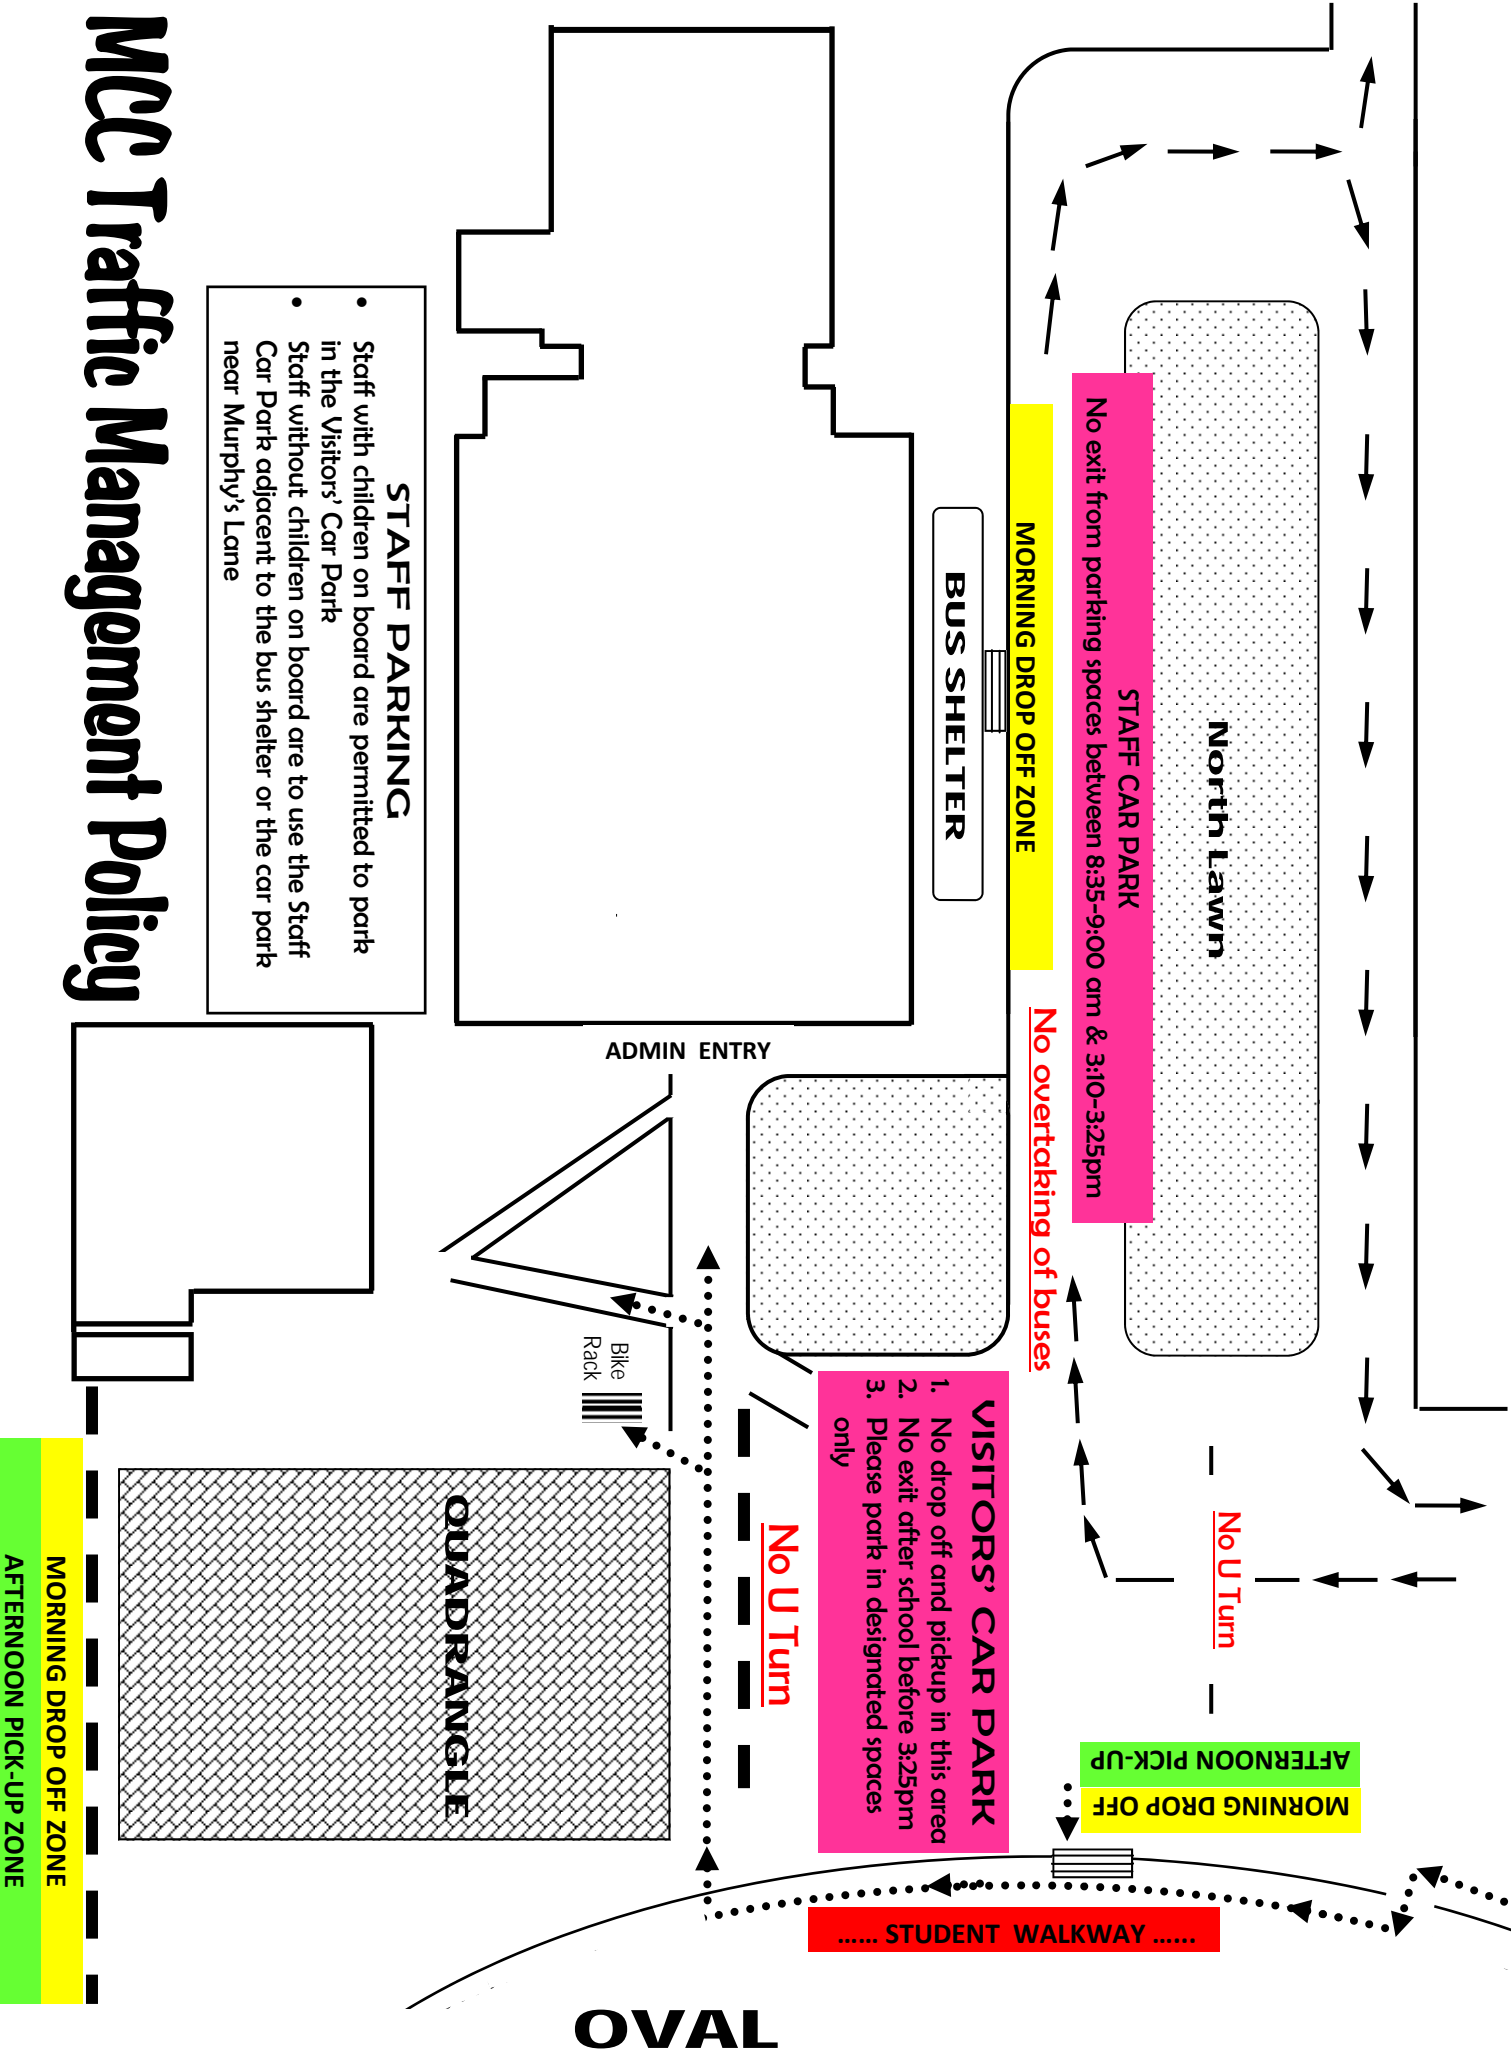 MCC Traffic Management Policy
STAFF PARKING
• Staff with children on board are permitted to park
in the Visitors' Car Park
• Staff without children on board are to use the Staff
Car Park adjacent to the bus shelter or the car park
near Murphy's Lane
North Lawn
STAFF CAR PARK
No exit from parking spaces between 8:35-9:00 am & 3:10-3:25pm
MORNING DROP OFF ZONE
BUS SHELTER
No overtaking of buses
ADMIN ENTRY
Bike
Rack
VISITORS' CAR PARK
1. No drop off and pickup in this area
2. No exit after school before 3:25pm
3. Please park in designated spaces
only
No U Turn
No U Turn
AFTERNOON PICK-UP
MORNING DROP OFF
QUADRANGLE
MORNING DROP OFF ZONE
AFTERNOON PICK-UP ZONE
...... STUDENT WALKWAY ......
OVAL